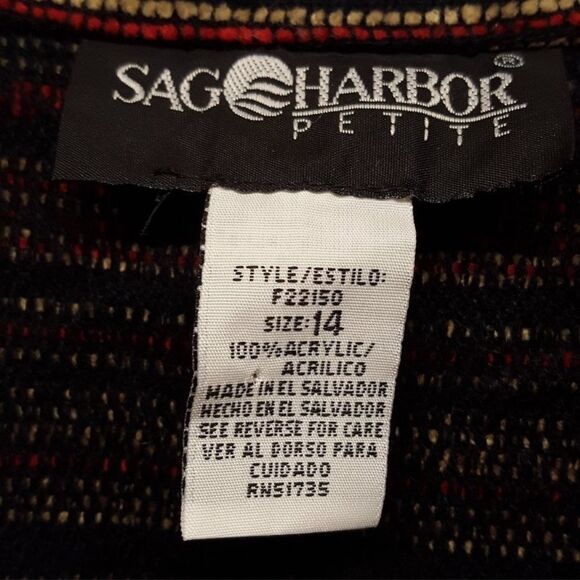 SAG HARBOR®
PETITE
STYLE/ESTILO:
F22150
SIZE:14
100%ACRYLIC/
ACRILICO
MADE IN EL SALVADOR
HECHO EN EL SALVADOR
SEE REVERSE FOR CARE
VER AL DORSO PARA
CUIDADO
RN51735